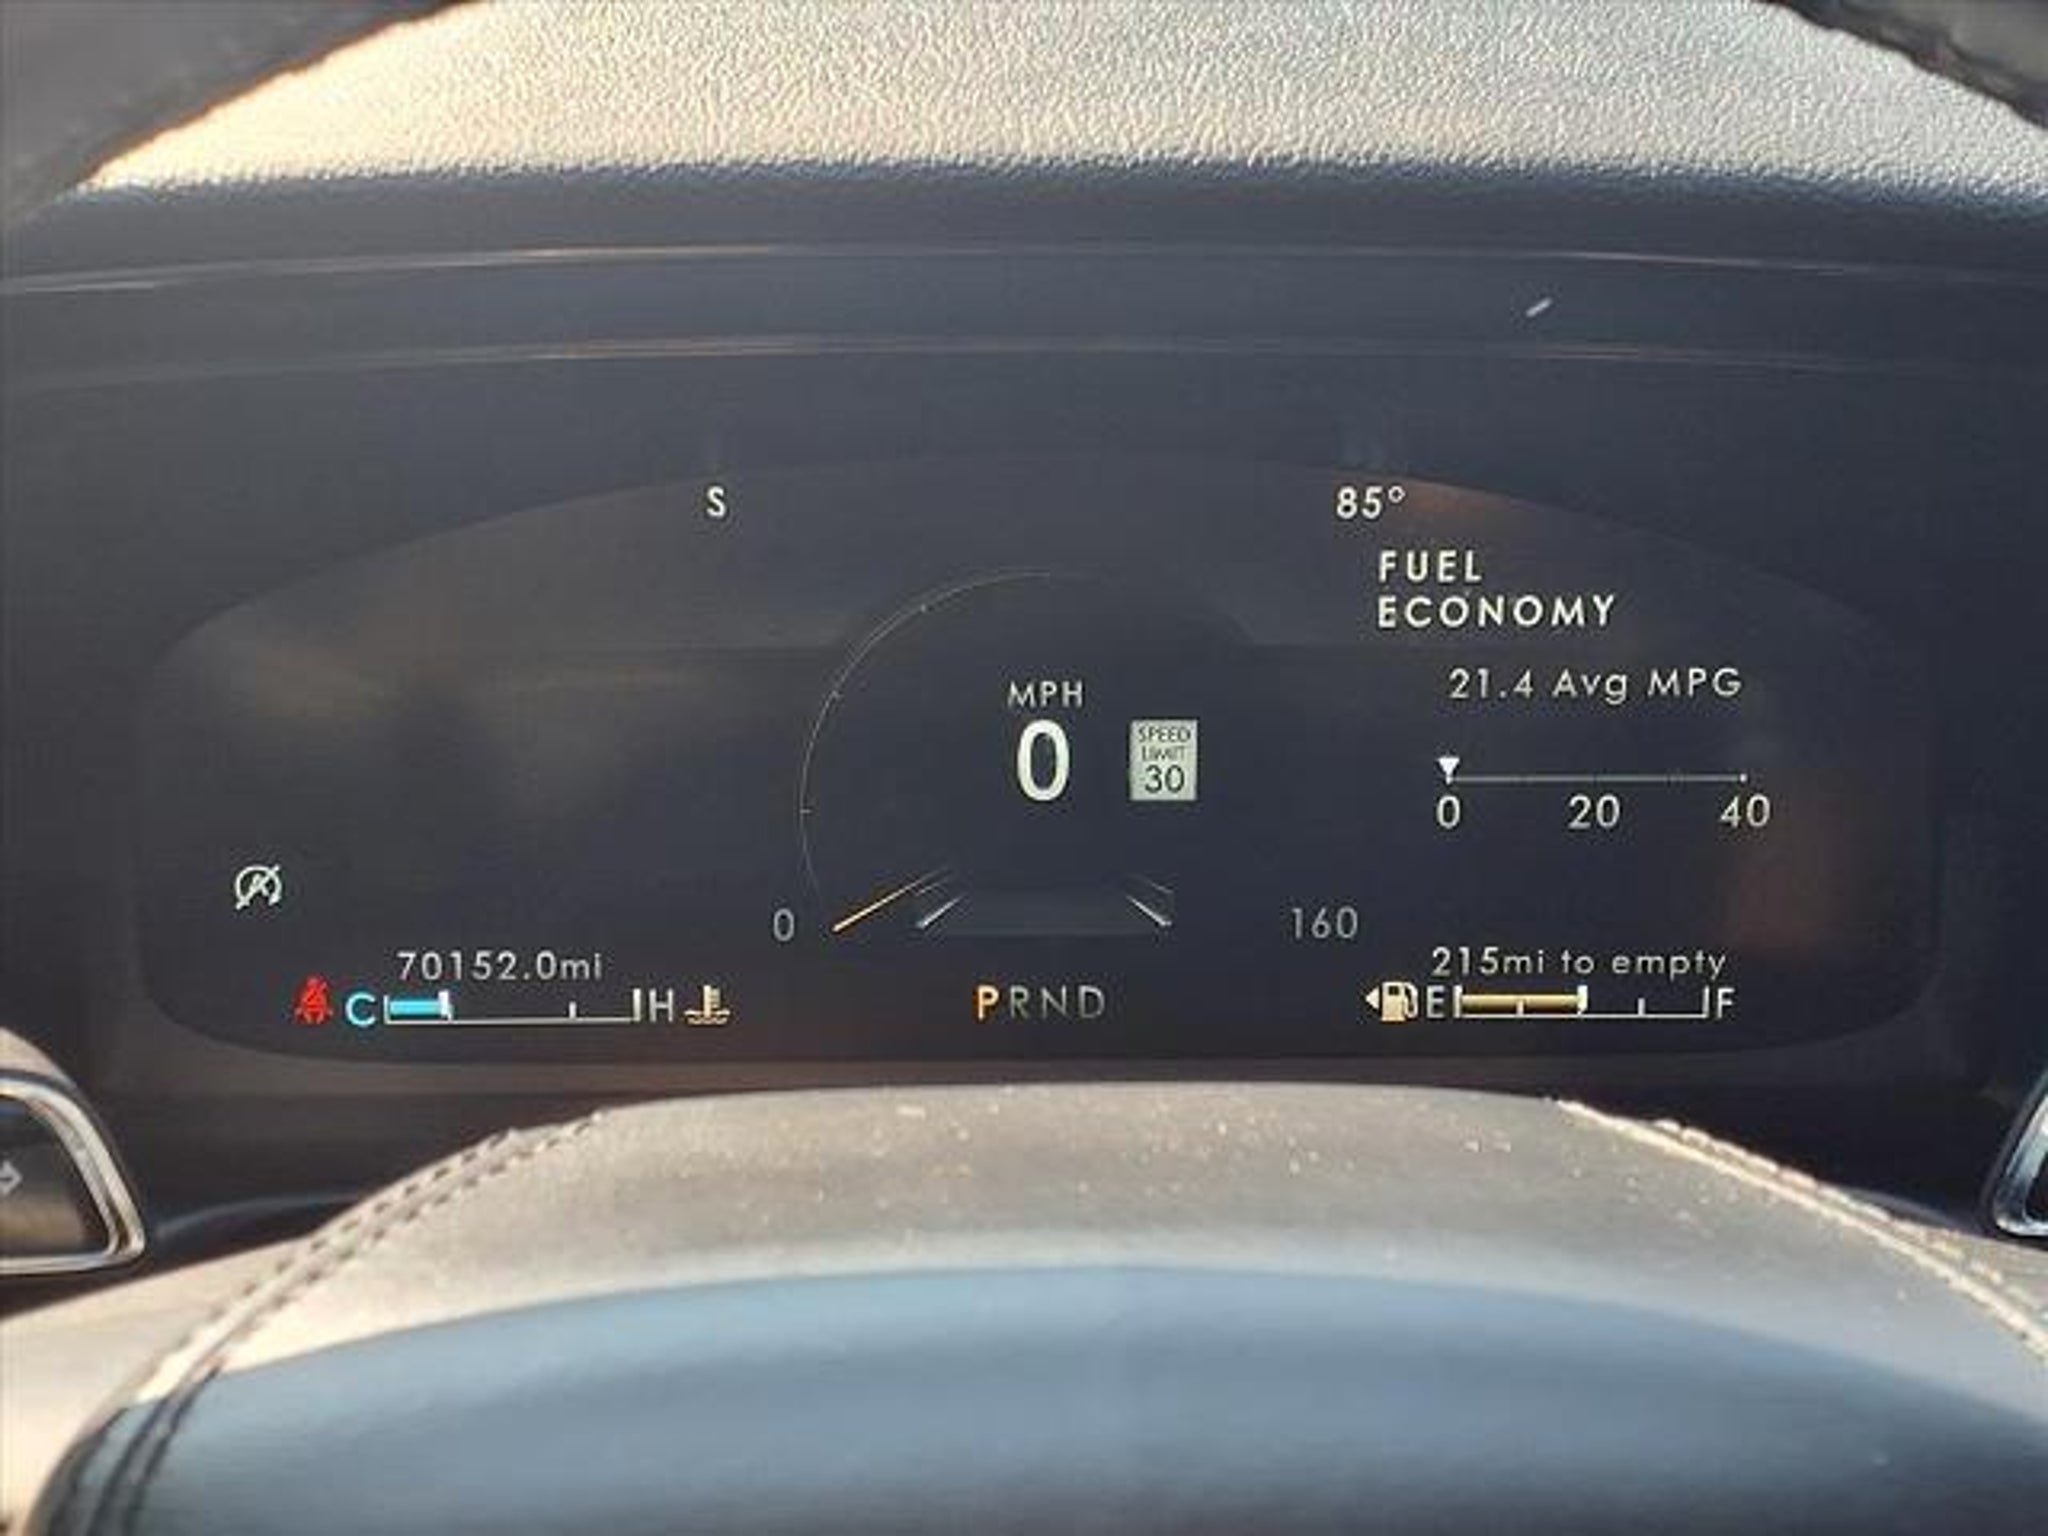 S
85°
FUEL
ECONOMY
21.4 Avg MPG
MPH
0
SPEED
LIMIT
30
0 20 40
0
160
70152.0mi
215mi to empty
C H
PRND
E F